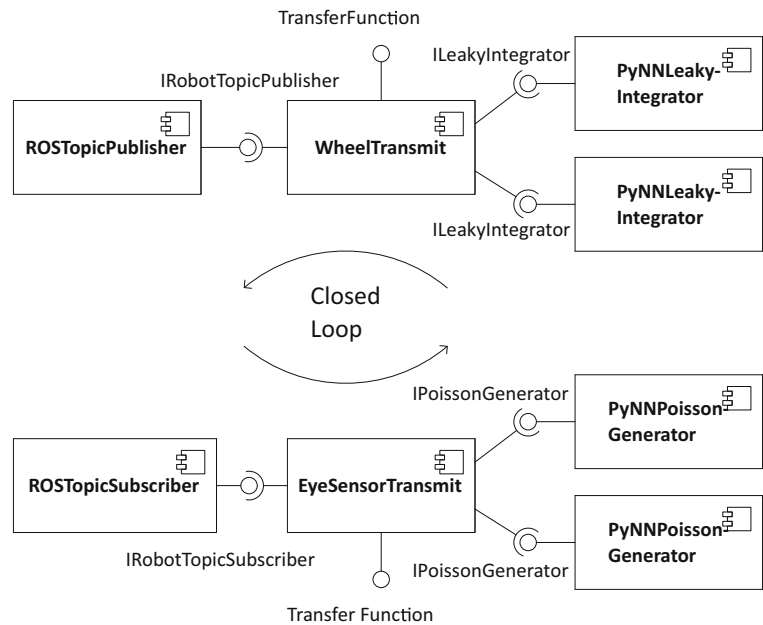 TransferFunction
ILeakyIntegrator
IRobotTopicPublisher
PyNNLeaky-
Integrator
ROSTopicPublisher
WheelTransmit
PyNNLeaky-
Integrator
ILeakyIntegrator
Closed
Loop
IPoissonGenerator
PyNNPoisson-
Generator
ROSTopicSubscriber
EyeSensorTransmit
PyNNPoisson-
Generator
IRobotTopicSubscriber
IPoissonGenerator
Transfer Function